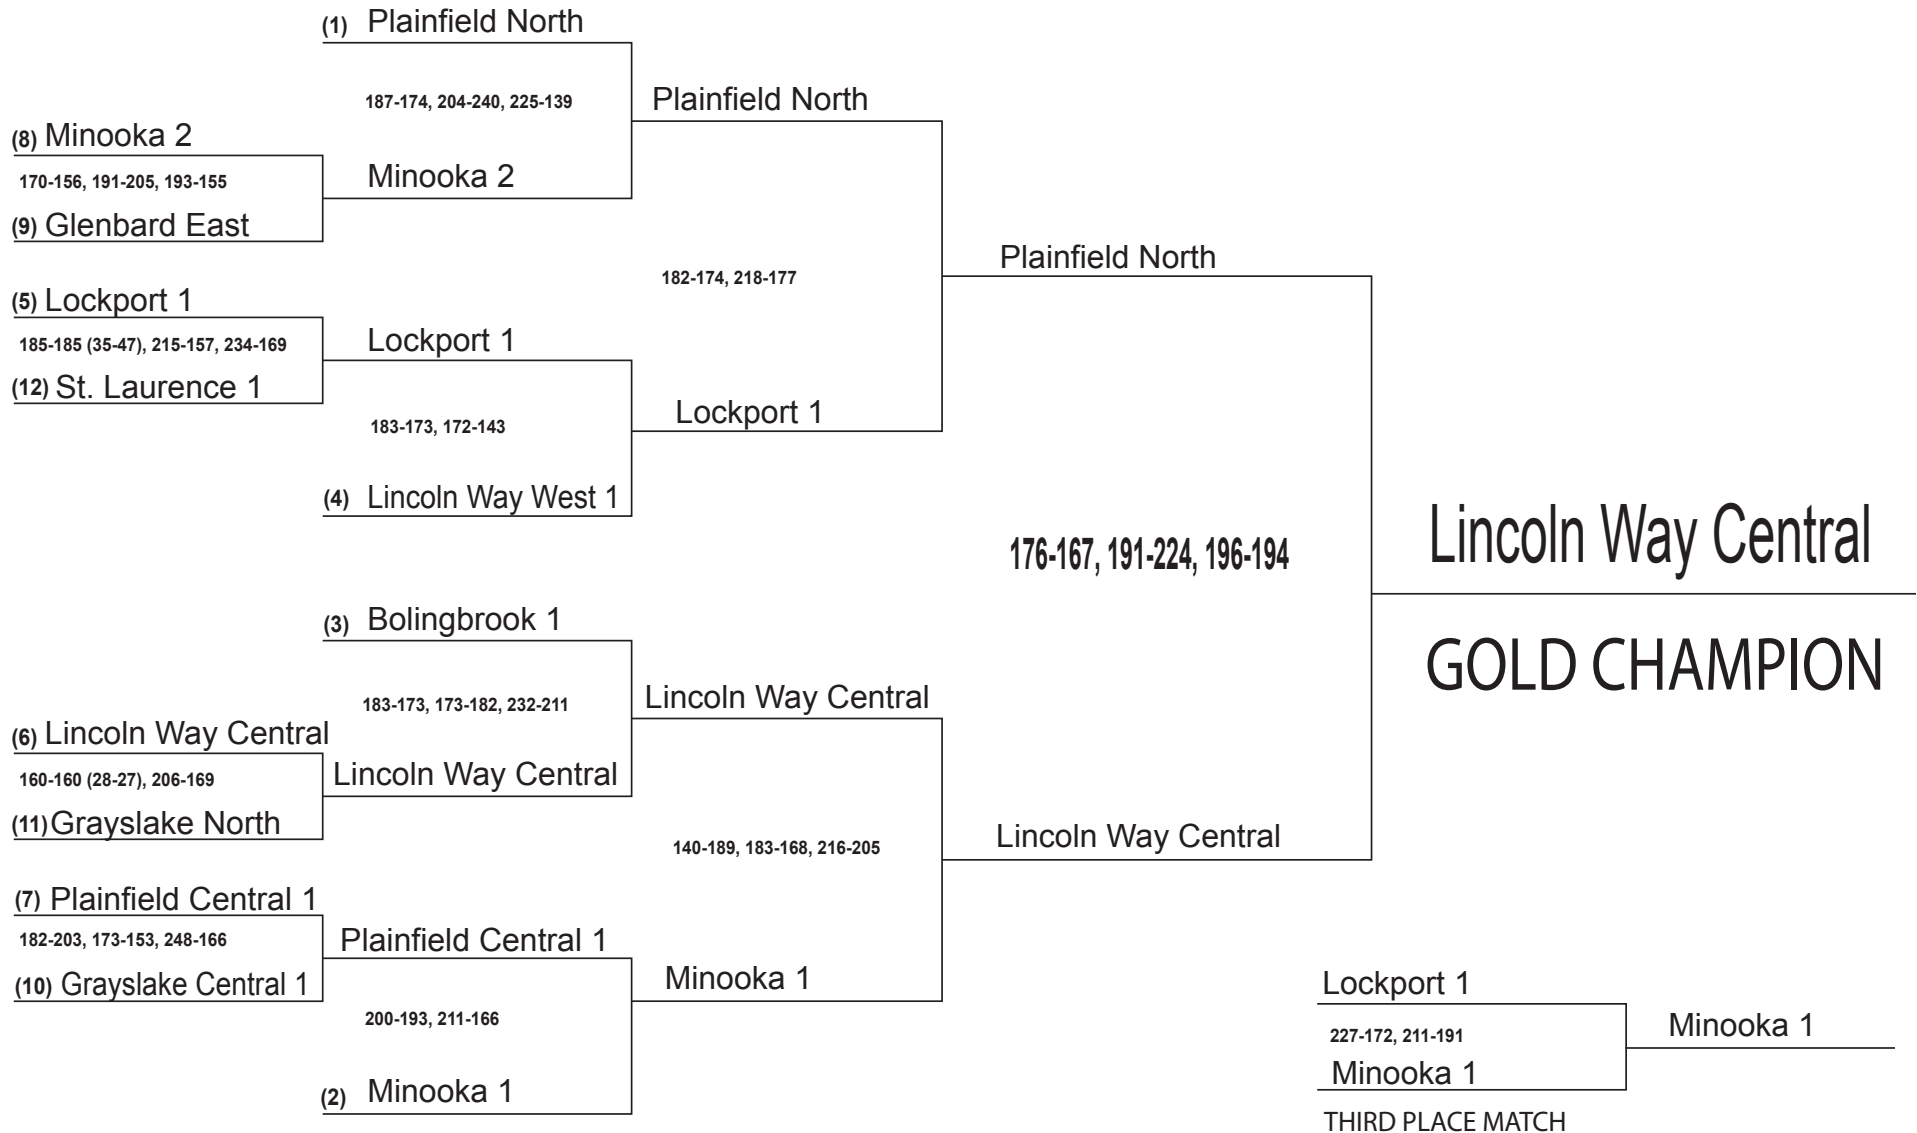 (1) Plainfield North
187-174, 204-240, 225-139
Plainfield North
(8) Minooka 2
170-156, 191-205, 193-155
Minooka 2
(9) Glenbard East
182-174, 218-177
Plainfield North
(5) Lockport 1
185-185 (35-47), 215-157, 234-169
Lockport 1
(12) St. Laurence 1
183-173, 172-143
Lockport 1
(4) Lincoln Way West 1
176-167, 191-224, 196-194
Lincoln Way Central
GOLD CHAMPION
(3) Bolingbrook 1
183-173, 173-182, 232-211
Lincoln Way Central
(6) Lincoln Way Central
160-160 (28-27), 206-169
Lincoln Way Central
(11) Grayslake North
140-189, 183-168, 216-205
Lincoln Way Central
(7) Plainfield Central 1
182-203, 173-153, 248-166
Plainfield Central 1
(10) Grayslake Central 1
200-193, 211-166
Minooka 1
(2) Minooka 1
Lockport 1
227-172, 211-191
Minooka 1
Minooka 1
THIRD PLACE MATCH